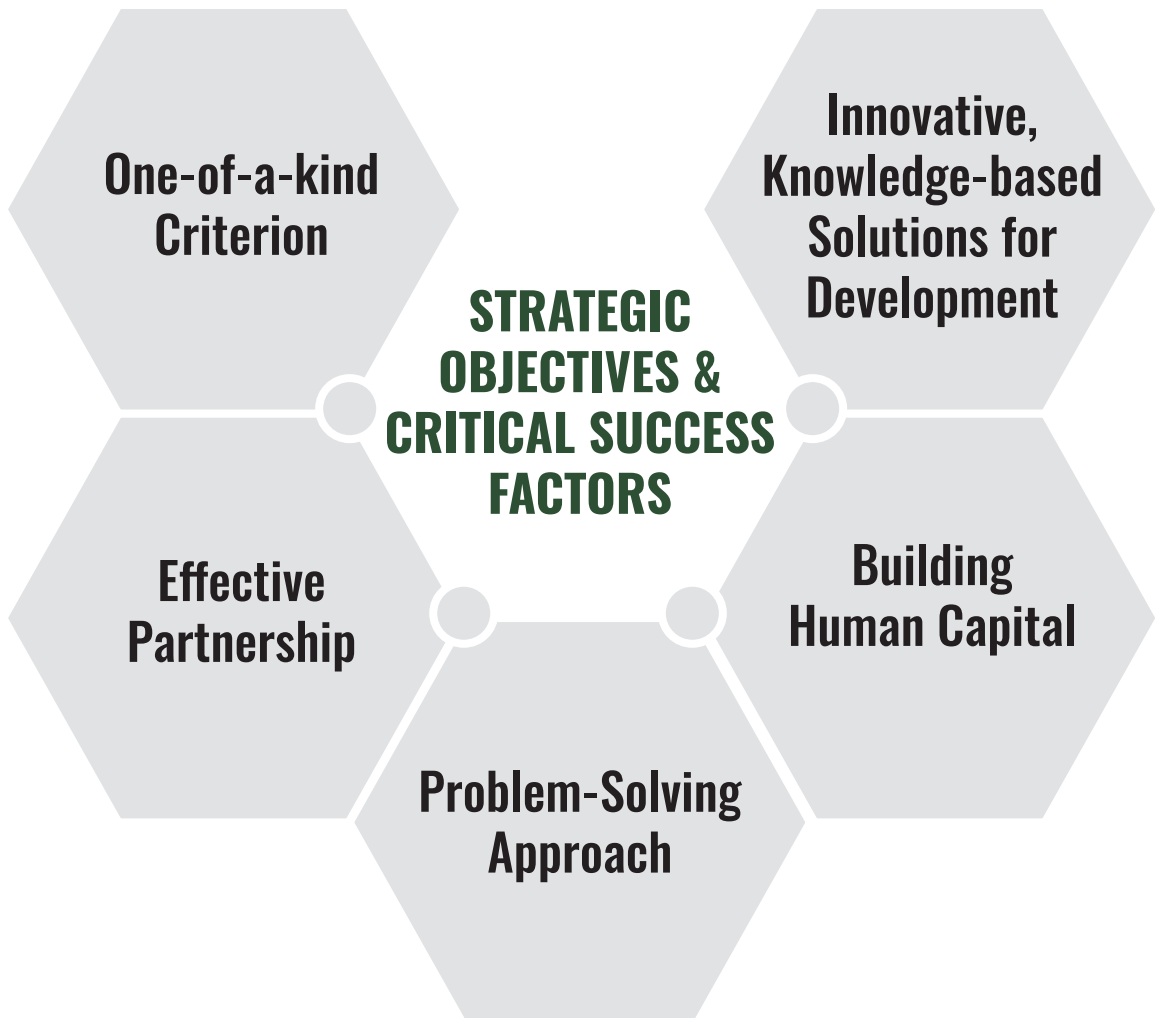 One-of-a-kind
Criterion
Innovative,
Knowledge-based
Solutions for
Development
STRATEGIC
OBJECTIVES &
CRITICAL SUCCESS
FACTORS
Effective
Partnership
Building
Human Capital
Problem-Solving
Approach